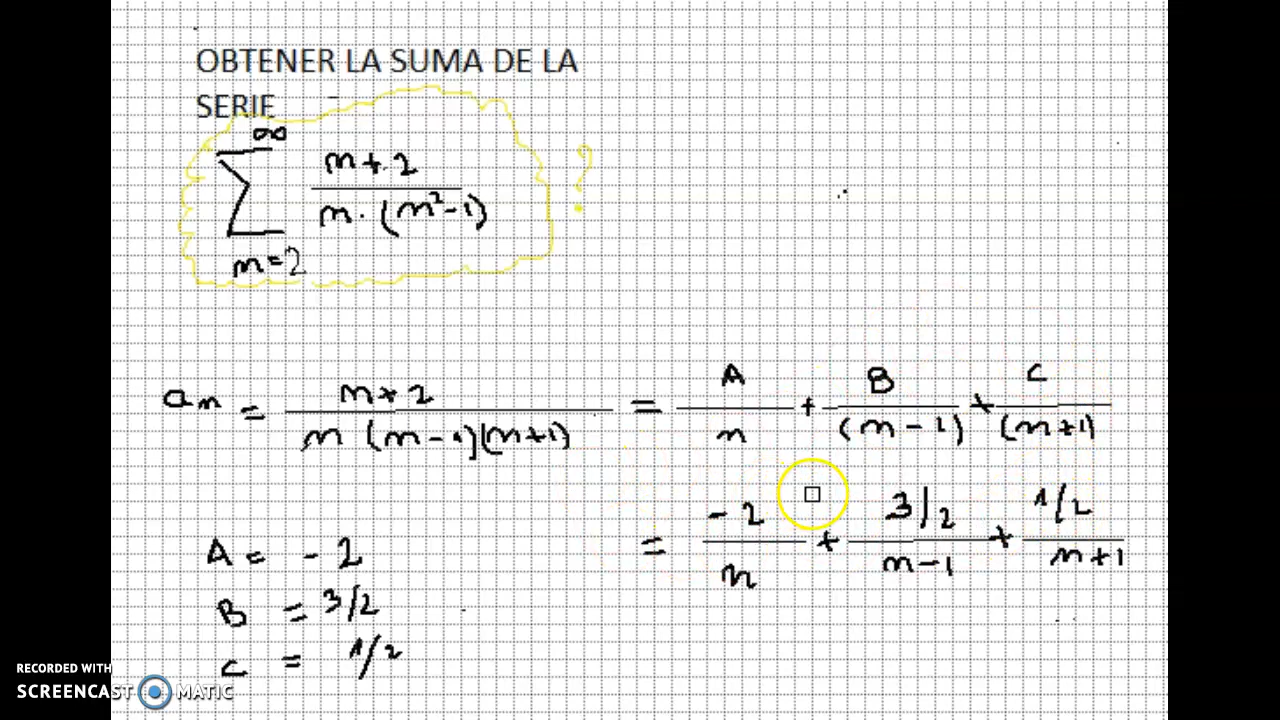 OBTENER LA SUMA DE LA
SERIE
∞
∑ (n+2)/(n·(n²-1)) ?
n=2
aₙ = (n+2)/(n(n-1)(n+1)) = A/n + B/(n-1) + C/(n+1)
= -2/n + (3/2)/(n-1) + (1/2)/(n+1)
A = -2
B = 3/2
C = 1/2
RECORDED WITH
SCREENCAST MATIC